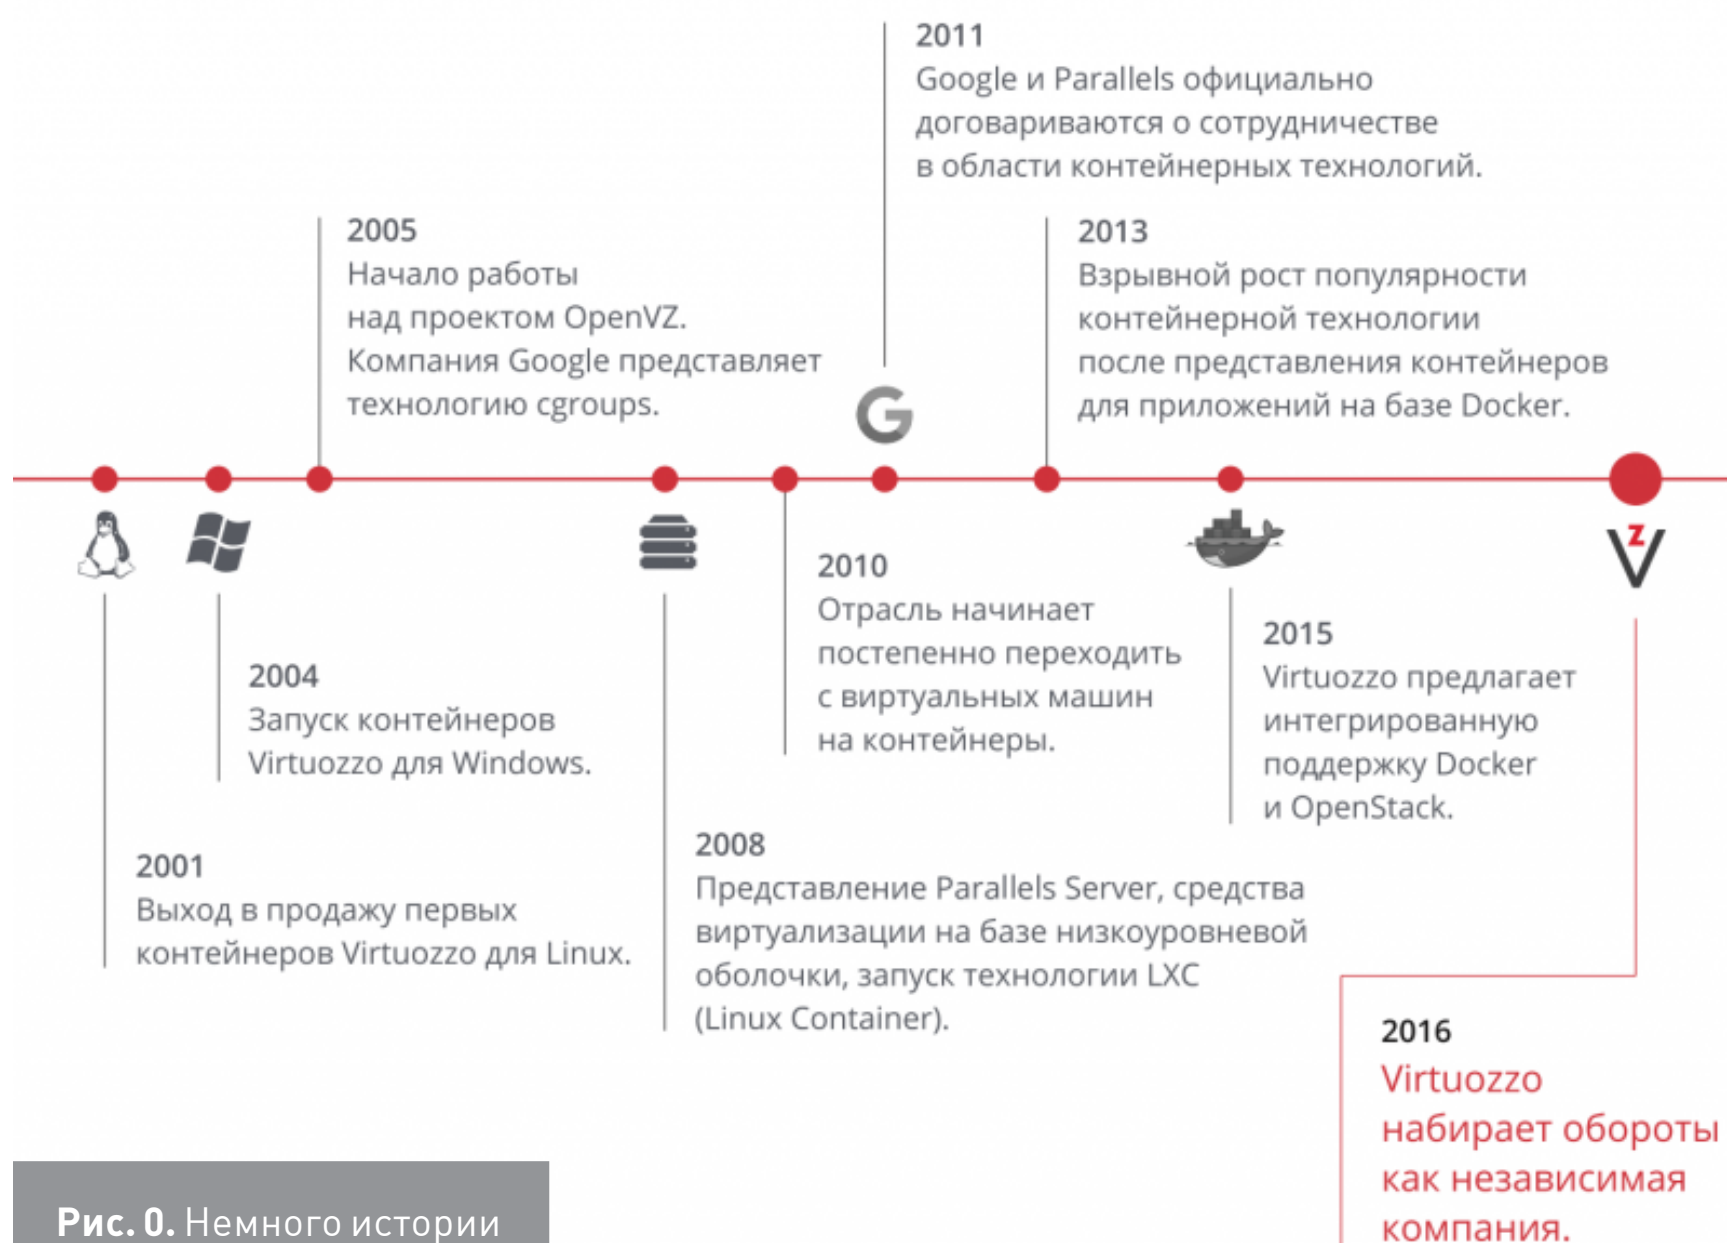 2011
Google и Parallels официально
договариваются о сотрудничестве
в области контейнерных технологий.
2005
Начало работы
над проектом OpenVZ.
Компания Google представляет
технологию cgroups.
2013
Взрывной рост популярности
контейнерной технологии
после представления контейнеров
для приложений на базе Docker.
G
Vz
2010
Отрасль начинает
постепенно переходить
с виртуальных машин
на контейнеры.
2015
Virtuozzo предлагает
интегрированную
поддержку Docker
и OpenStack.
2004
Запуск контейнеров
Virtuozzo для Windows.
2001
Выход в продажу первых
контейнеров Virtuozzo для Linux.
2008
Представление Parallels Server, средства
виртуализации на базе низкоуровневой
оболочки, запуск технологии LXC
(Linux Container).
2016
Virtuozzo
набирает обороты
как независимая
компания.
Рис. 0. Немного истории